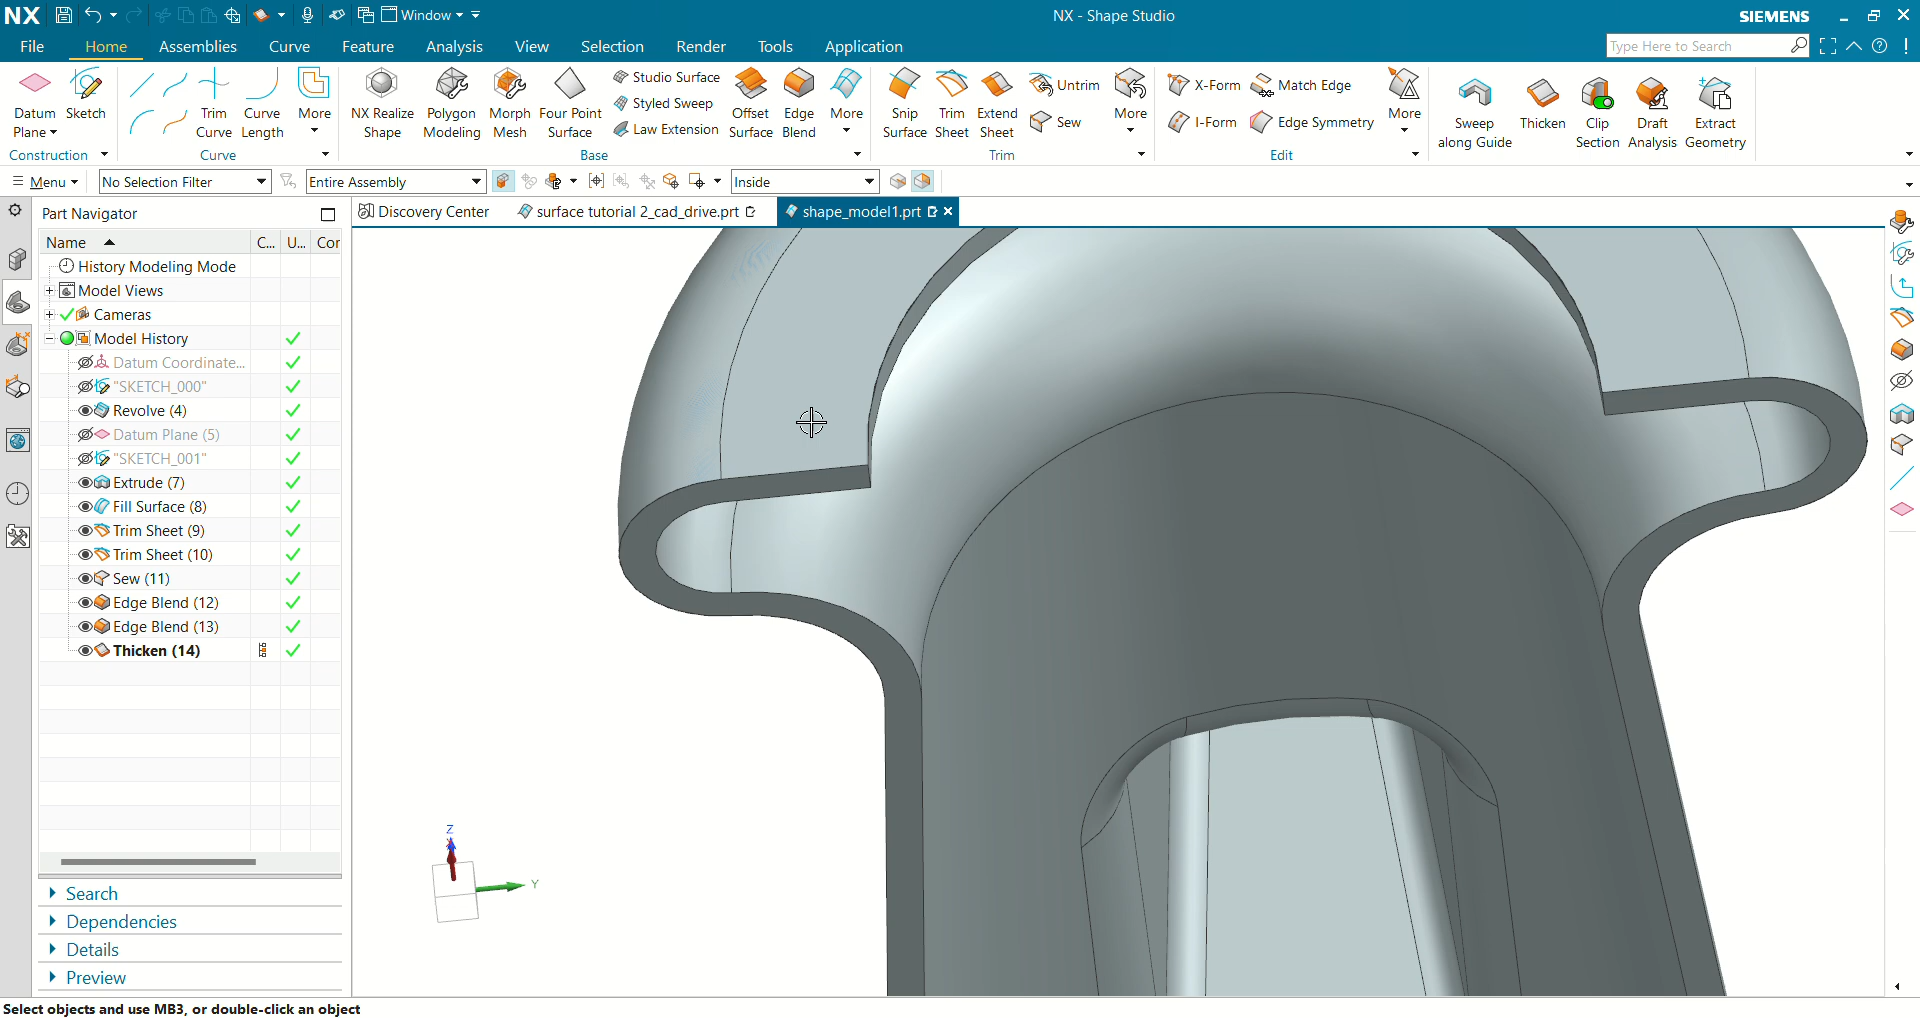 NX
Window
NX - Shape Studio
SIEMENS
File
Home
Assemblies
Curve
Feature
Analysis
View
Selection
Render
Tools
Application
Type Here to Search
Datum Plane
Sketch
Trim Curve
Curve Length
More
NX Realize Shape
Polygon Modeling
Morph Mesh
Four Point Surface
Studio Surface
Styled Sweep
Law Extension
Offset Surface
Edge Blend
More
Snip Surface
Trim Sheet
Extend Sheet
Untrim
Sew
More
X-Form
I-Form
Match Edge
Edge Symmetry
More
Sweep along Guide
Thicken
Clip Section
Draft Analysis
Extract Geometry
Construction
Curve
Base
Trim
Edit
Menu
No Selection Filter
Entire Assembly
Inside
Part Navigator
Discovery Center
surface tutorial 2_cad_drive.prt
shape_model1.prt
Name
C...
U...
Cor
History Modeling Mode
Model Views
Cameras
Model History
Datum Coordinate...
"SKETCH_000"
Revolve (4)
Datum Plane (5)
"SKETCH_001"
Extrude (7)
Fill Surface (8)
Trim Sheet (9)
Trim Sheet (10)
Sew (11)
Edge Blend (12)
Edge Blend (13)
Thicken (14)
Z
Y
Search
Dependencies
Details
Preview
Select objects and use MB3, or double-click an object